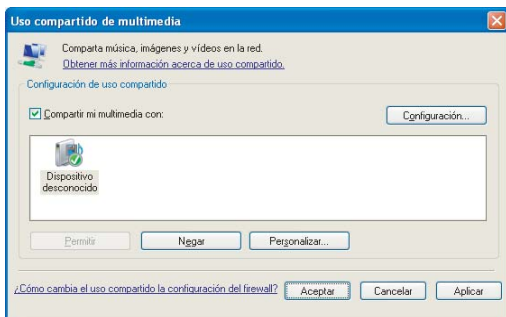 Uso compartido de multimedia
Comparta música, imágenes y vídeos en la red.
Obtener más información acerca de uso compartido.
Configuración de uso compartido
Compartir mi multimedia con:
Configuración...
Dispositivo
desconocido
Permitir
Negar
Personalizar...
¿Cómo cambia el uso compartido la configuración del firewall?
Aceptar
Cancelar
Aplicar